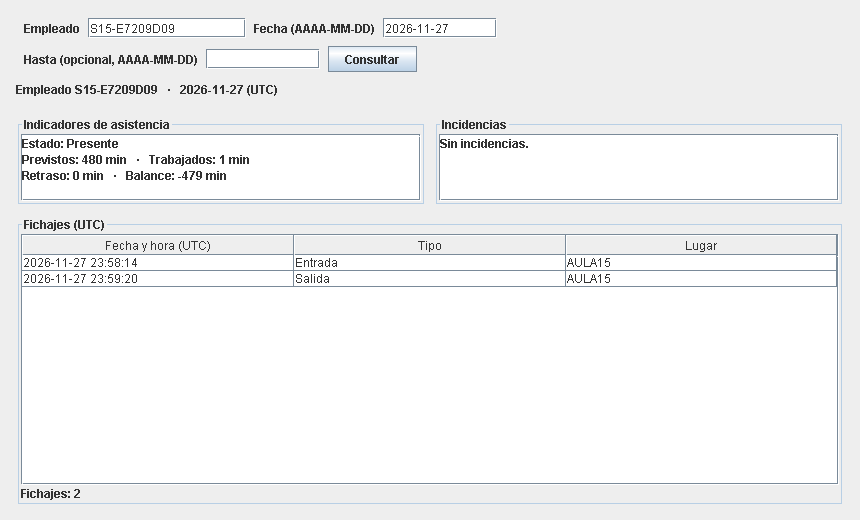 Empleado S15-E7209D09 Fecha (AAAA-MM-DD) 2026-11-27
Hasta (opcional, AAAA-MM-DD) Consultar
Empleado S15-E7209D09 · 2026-11-27 (UTC)
Indicadores de asistencia
Estado: Presente
Previstos: 480 min · Trabajados: 1 min
Retraso: 0 min · Balance: -479 min
Incidencias
Sin incidencias.
Fichajes (UTC)
Fecha y hora (UTC) Tipo Lugar
2026-11-27 23:58:14 Entrada AULA15
2026-11-27 23:59:20 Salida AULA15
Fichajes: 2